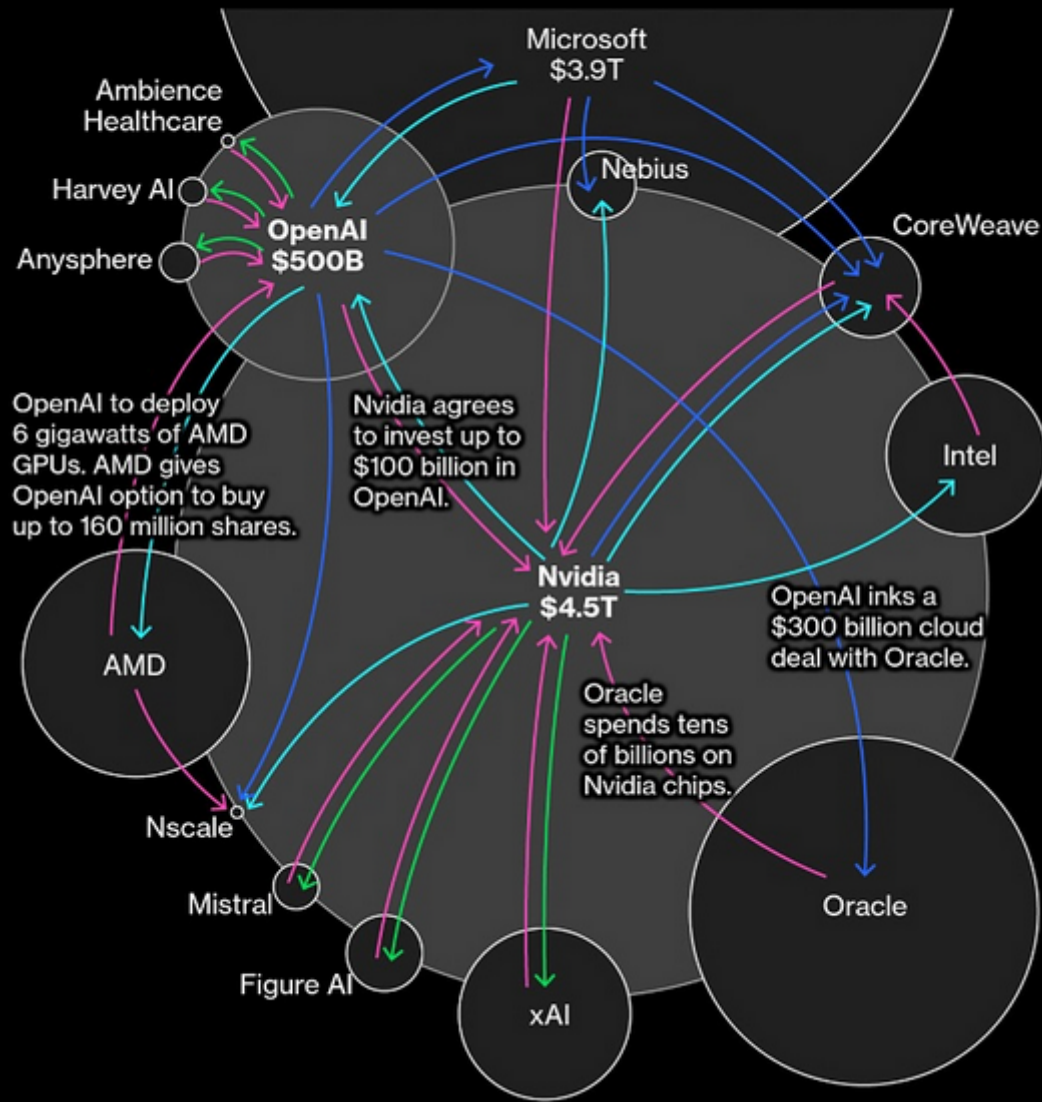 Microsoft
$3.9T
Ambience
Healthcare
Harvey AI
Nebius
Anysphere
OpenAI
$500B
CoreWeave
OpenAI to deploy
6 gigawatts of AMD
GPUs. AMD gives
OpenAI option to buy
up to 160 million shares.
Nvidia agrees
to invest up to
$100 billion in
OpenAI.
Intel
Nvidia
$4.5T
OpenAI inks a
$300 billion cloud
deal with Oracle.
AMD
Oracle
spends tens
of billions on
Nvidia chips.
Nscale
Mistral
Oracle
Figure AI
xAI